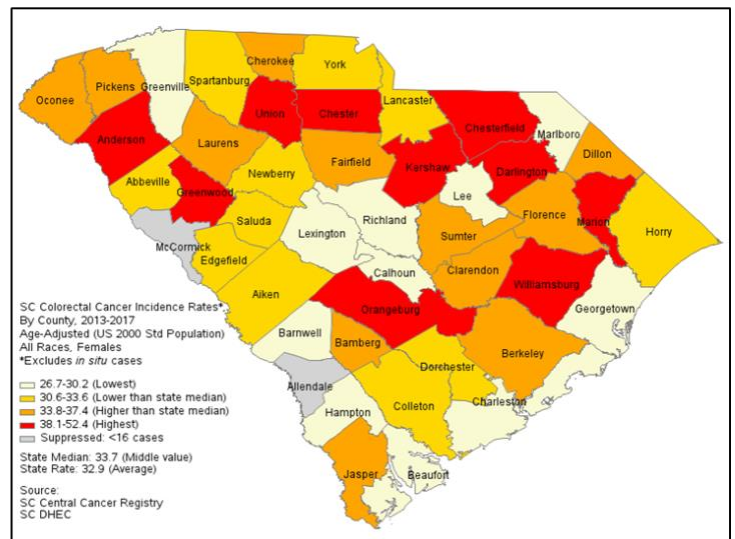 Cherokee
York
Spartanburg
Greenville
Pickens
Oconee
Union
Chester
Lancaster
Chesterfield
Marlboro
Anderson
Laurens
Fairfield
Kershaw
Darlington
Dillon
Abbeville
Greenwood
Newberry
Lee
Marion
Florence
Saluda
Richland
Lexington
Sumter
Horry
McCormick
Edgefield
Calhoun
Clarendon
Aiken
Williamsburg
Orangeburg
Georgetown
Barnwell
Bamberg
Berkeley
Allendale
Dorchester
Hampton
Colleton
Charleston
Jasper
Beaufort
SC Colorectal Cancer Incidence Rates*,
By County, 2013-2017
Age-Adjusted (US 2000 Std Population)
All Races, Females
*Excludes in situ cases
26.7-30.2 (Lowest)
30.6-33.6 (Lower than state median)
33.8-37.4 (Higher than state median)
38.1-52.4 (Highest)
Suppressed: <16 cases
State Median: 33.7 (Middle value)
State Rate: 32.9 (Average)
Source:
SC Central Cancer Registry
SC DHEC